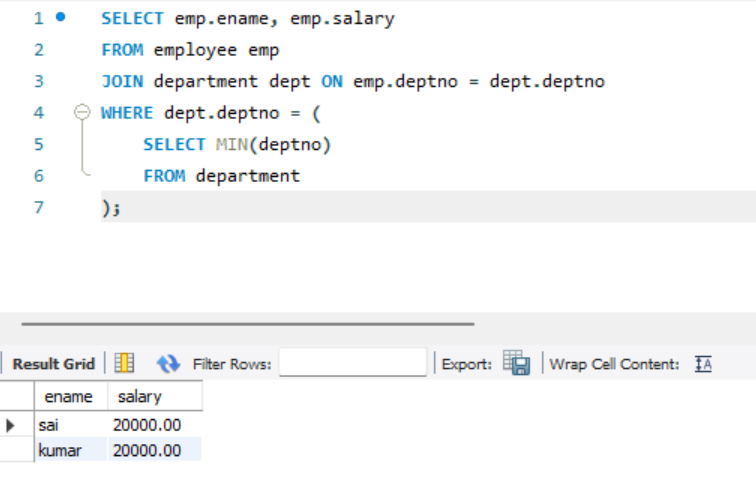 1 SELECT emp.ename, emp.salary
2 FROM employee emp
3 JOIN department dept ON emp.deptno = dept.deptno
4 WHERE dept.deptno = (
5 SELECT MIN(deptno)
6 FROM department
7 );
Result Grid Filter Rows: Export: Wrap Cell Content: IA
ename salary
sai 20000.00
kumar 20000.00